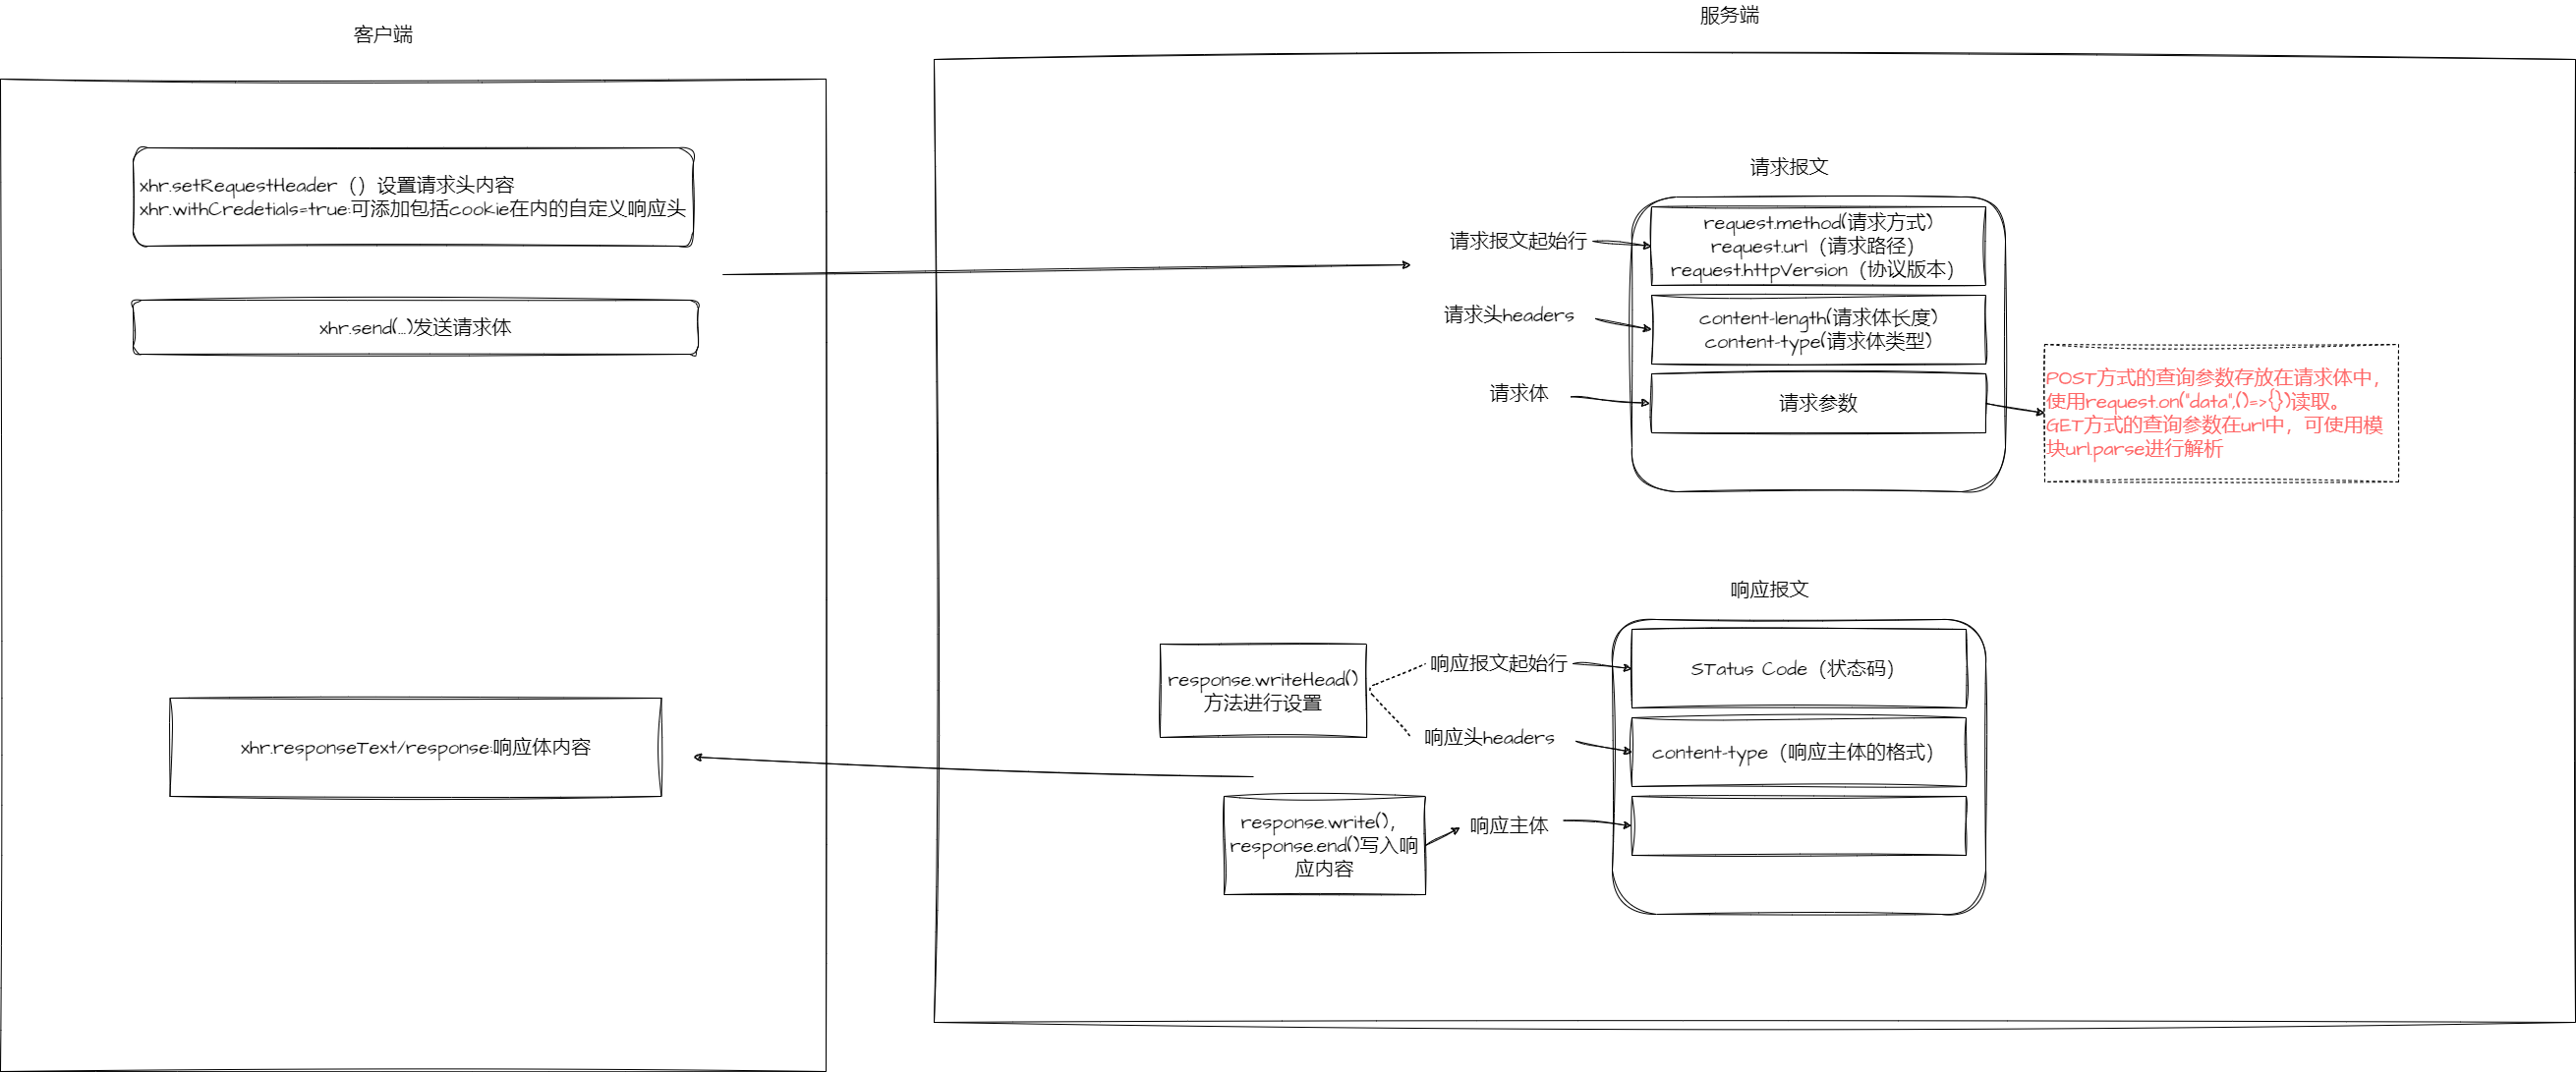 客户端
服务端
xhr.setRequestHeader（）设置请求头内容
xhr.withCredetials=true:可添加包括cookie在内的自定义响应头
xhr.send(...)发送请求体
xhr.responseText/response:响应体内容
请求报文
请求报文起始行
request.method(请求方式)
request.url（请求路径）
request.httpVersion（协议版本）
请求头headers
content-length(请求体长度)
content-type(请求体类型)
请求体
请求参数
POST方式的查询参数存放在请求体中，
使用request.on("data",()=>{})读取。
GET方式的查询参数在url中，可使用模
块url.parse进行解析
响应报文
response.writeHead()
方法进行设置
响应报文起始行
STatus Code（状态码）
响应头headers
content-type（响应主体的格式）
response.write(),
response.end()写入响
应内容
响应主体